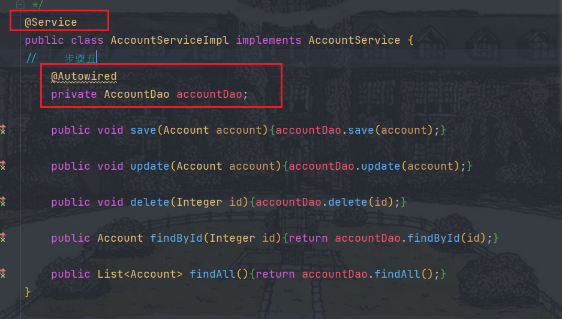 */
@Service
public class AccountServiceImpl implements AccountService {
// 步骤五
@Autowired
private AccountDao accountDao;
public void save(Account account){accountDao.save(account);}
public void update(Account account){accountDao.update(account);}
public void delete(Integer id){accountDao.delete(id);}
public Account findById(Integer id){return accountDao.findById(id);}
public List<Account> findAll(){return accountDao.findAll();}
}